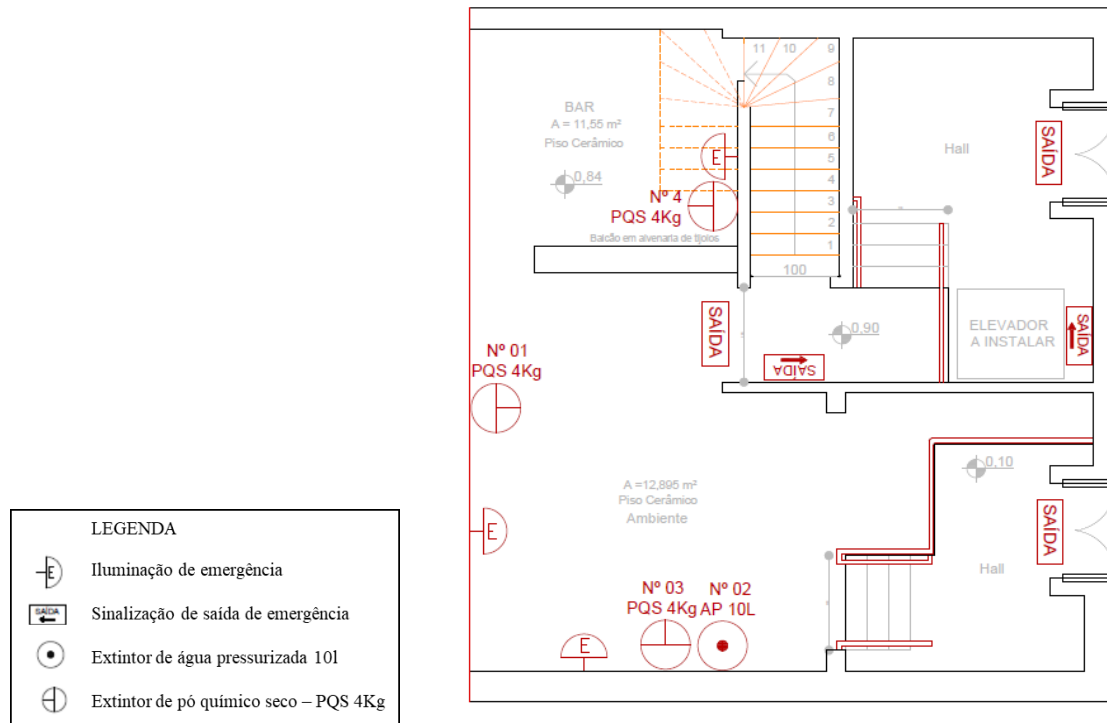 11 10 9
8
7
6
5
4
3
2
1
100
BAR
A = 11,55 m²
Piso Cerâmico
0,84
E
Nº 4
PQS 4Kg
Balcão em alvenaria de tijolos
Hall
SAÍDA
SAÍDA
0,90
SAÍDA
ELEVADOR
A INSTALAR
SAÍDA
Nº 01
PQS 4Kg
E
A =12,895 m²
Piso Cerâmico
Ambiente
0,10
SAÍDA
Hall
Nº 03
PQS 4Kg
Nº 02
AP 10L
E
LEGENDA
E
Iluminação de emergência
SAÍDA
Sinalização de saída de emergência
Extintor de água pressurizada 10l
Extintor de pó químico seco – PQS 4Kg